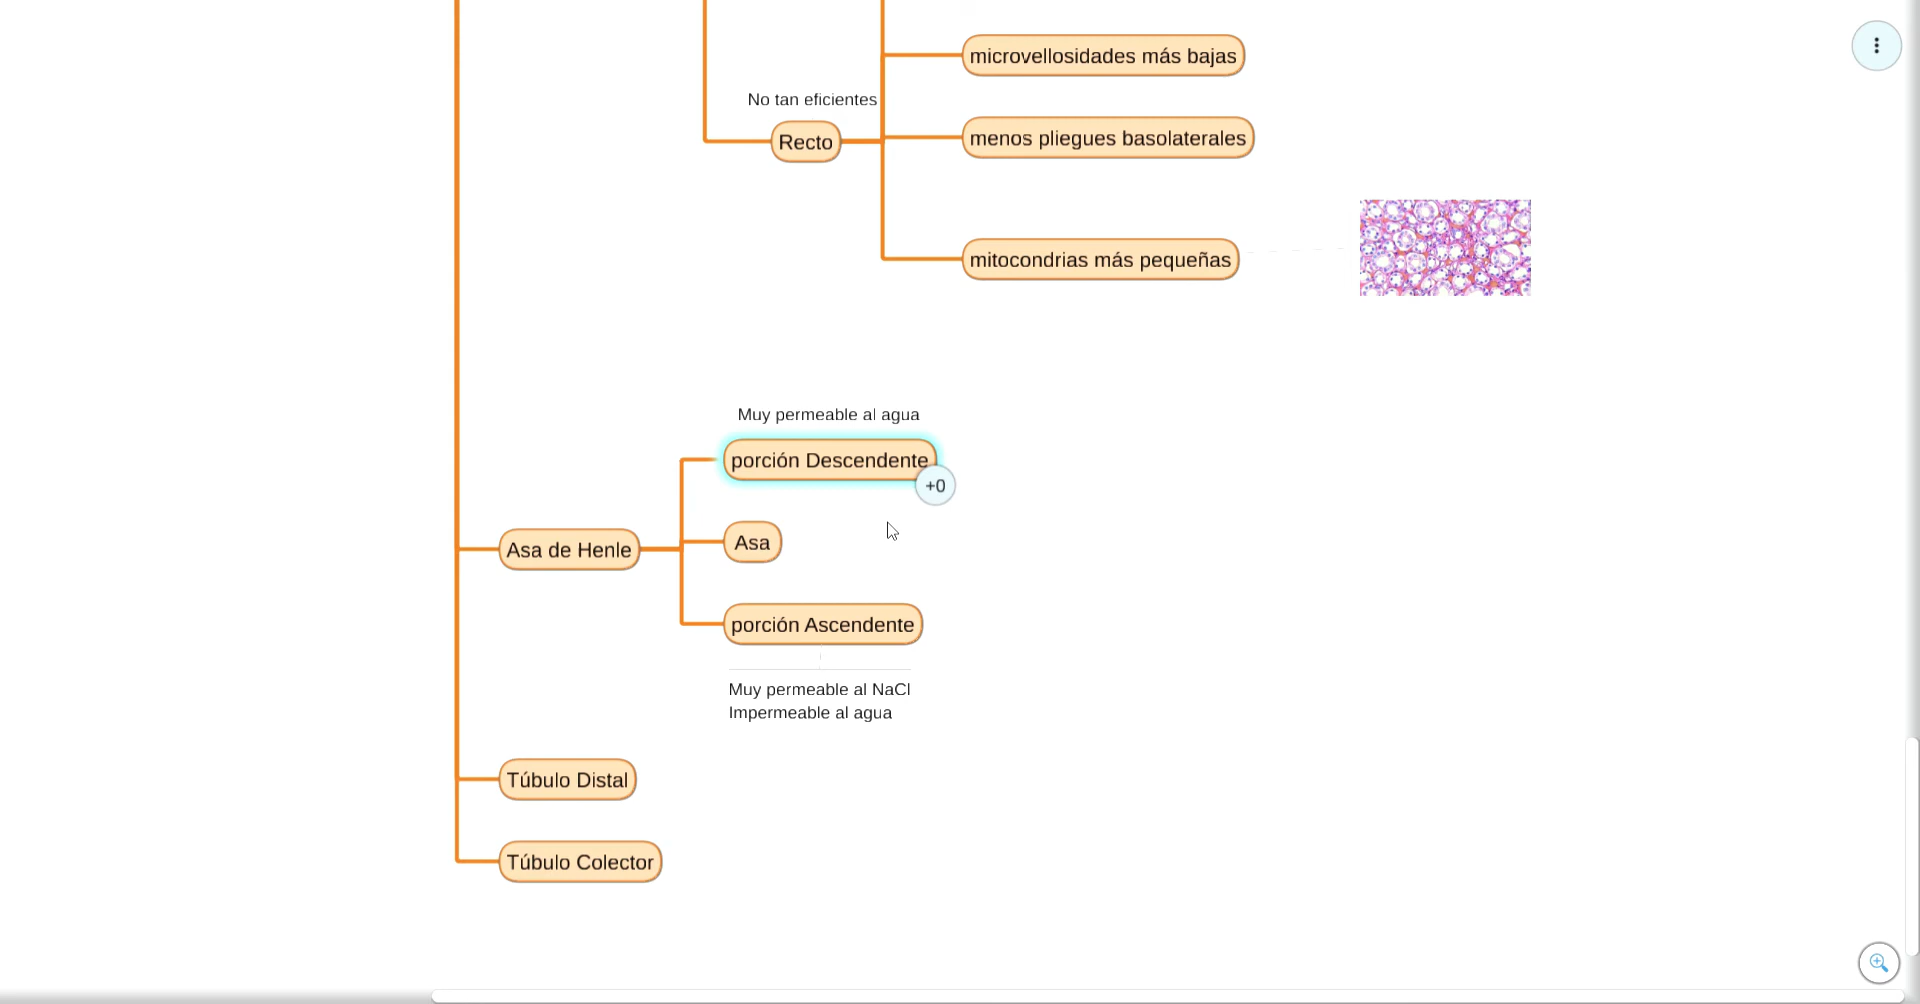 microvellosidades más bajas
No tan eficientes
Recto
menos pliegues basolaterales
mitocondrias más pequeñas
Muy permeable al agua
porción Descendente
+0
Asa
Asa de Henle
porción Ascendente
Muy permeable al NaCl
Impermeable al agua
Túbulo Distal
Túbulo Colector